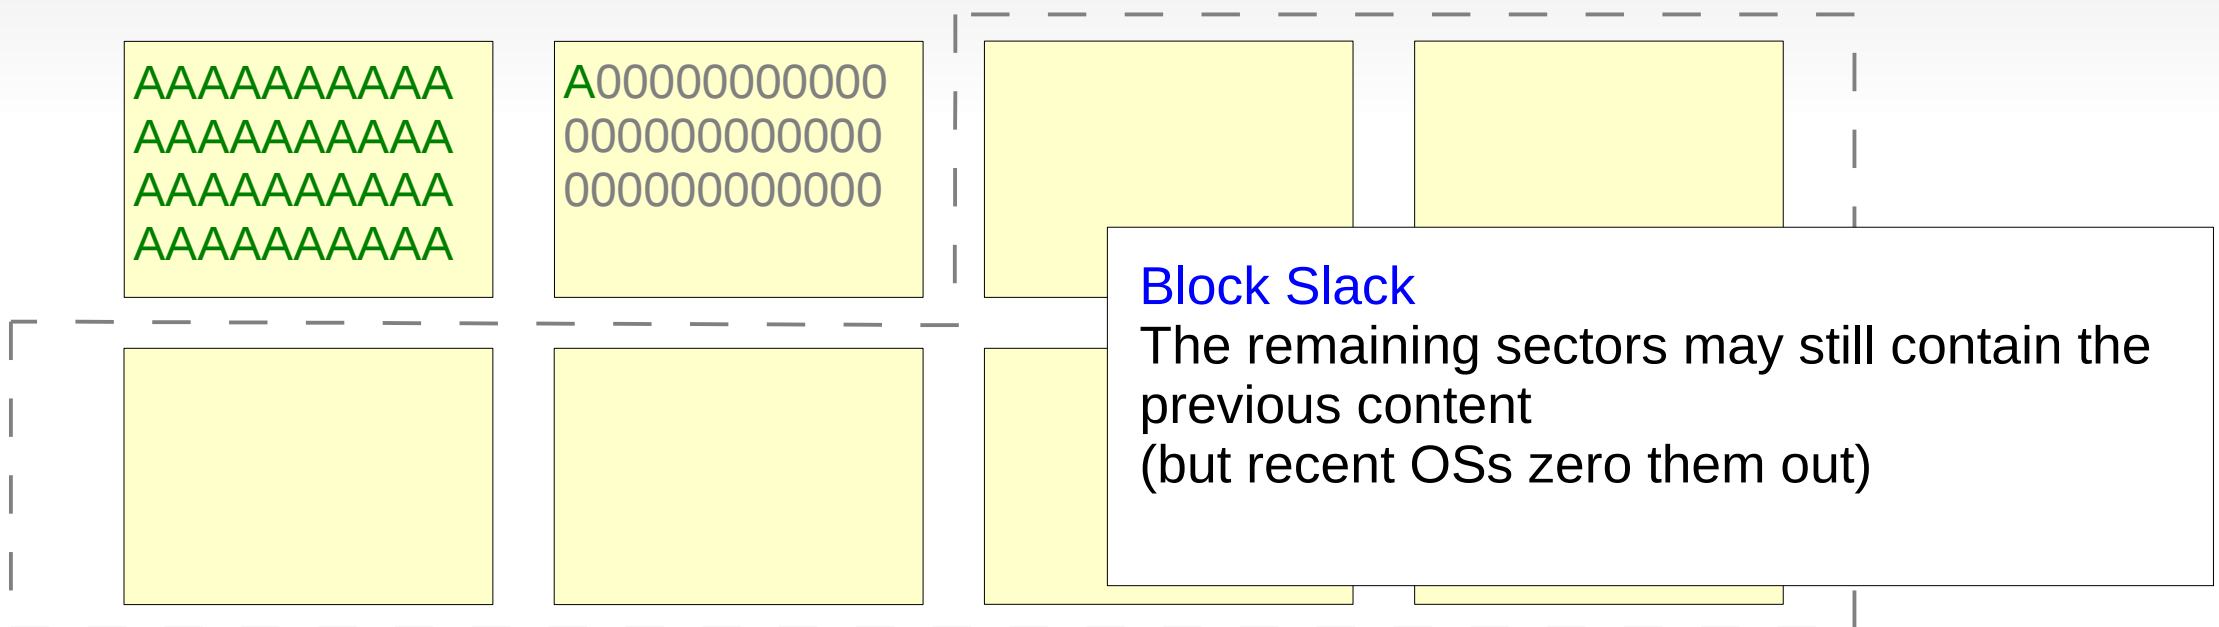 AAAAAAAAAA
AAAAAAAAAA
AAAAAAAAAA
AAAAAAAAAA
A00000000000
000000000000
000000000000
Block Slack
The remaining sectors may still contain the
previous content
(but recent OSs zero them out)